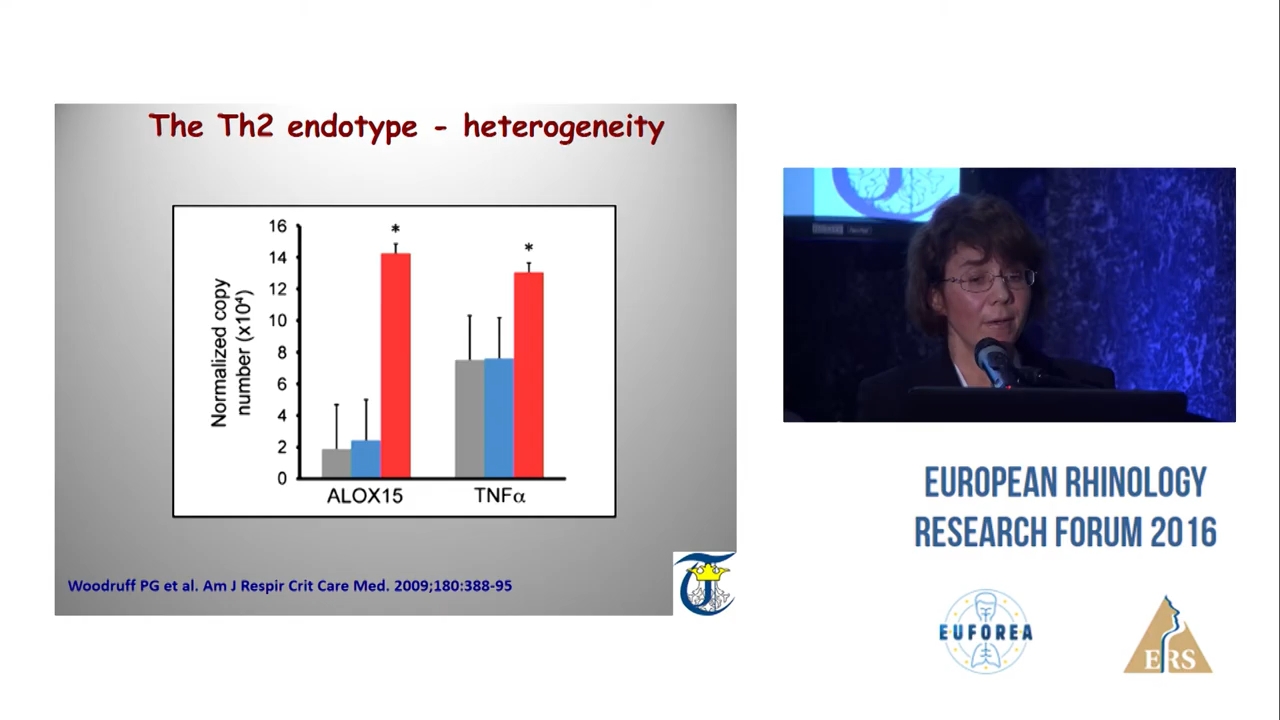 The Th2 endotype - heterogeneity
Normalized copy
number (x10⁴)
16
14
12
10
8
6
4
2
0
*
*
ALOX15
TNFα
Woodruff PG et al. Am J Respir Crit Care Med. 2009;180:388-95
EUROPEAN RHINOLOGY
RESEARCH FORUM 2016
EUFOREA
ERS